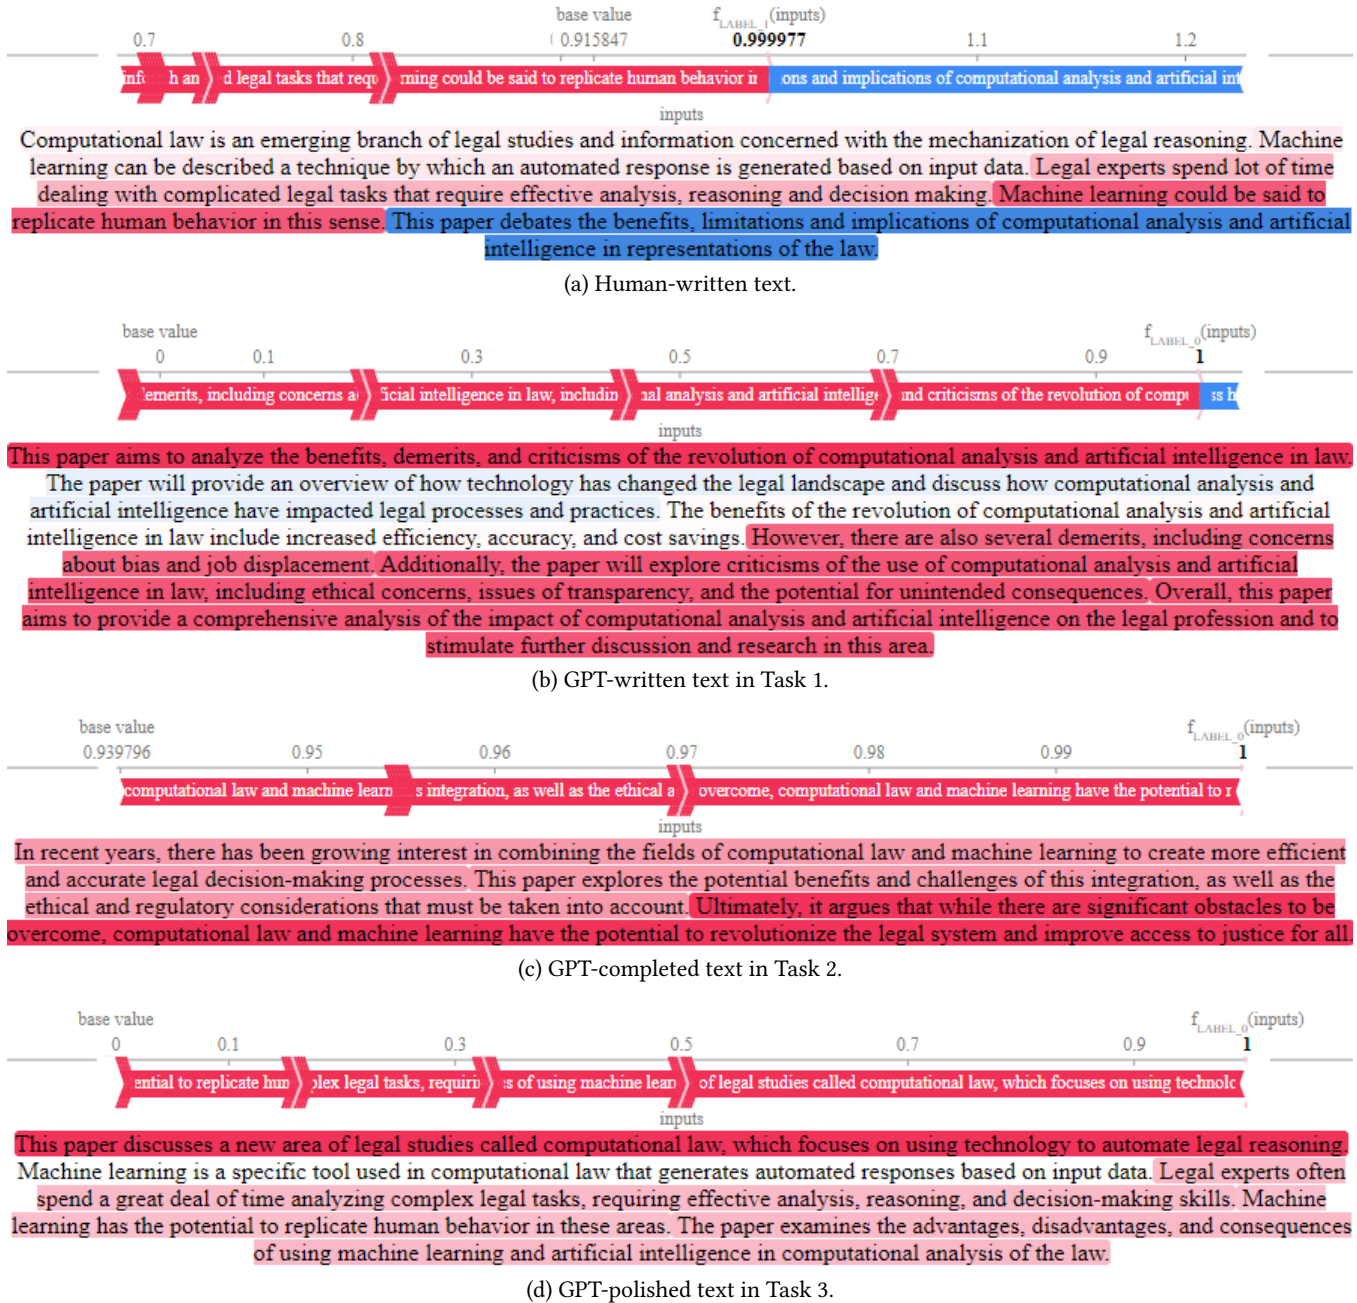 base value f_LABEL_1(inputs)
0.7 0.8 0.915847 0.999977 1.1 1.2
h an d legal tasks that requ rning could be said to replicate human behavior in ons and implications of computational analysis and artificial int
inputs
Computational law is an emerging branch of legal studies and information concerned with the mechanization of legal reasoning. Machine
learning can be described a technique by which an automated response is generated based on input data. Legal experts spend lot of time
dealing with complicated legal tasks that require effective analysis, reasoning and decision making. Machine learning could be said to
replicate human behavior in this sense. This paper debates the benefits, limitations and implications of computational analysis and artificial
intelligence in representations of the law.
(a) Human-written text.
base value f_LABEL_0(inputs)
0 0.1 0.3 0.5 0.7 0.9 1
demerits, including concerns a ficial intelligence in law, includin nal analysis and artificial intellige and criticisms of the revolution of compu ss h
inputs
This paper aims to analyze the benefits, demerits, and criticisms of the revolution of computational analysis and artificial intelligence in law.
The paper will provide an overview of how technology has changed the legal landscape and discuss how computational analysis and
artificial intelligence have impacted legal processes and practices. The benefits of the revolution of computational analysis and artificial
intelligence in law include increased efficiency, accuracy, and cost savings. However, there are also several demerits, including concerns
about bias and job displacement. Additionally, the paper will explore criticisms of the use of computational analysis and artificial
intelligence in law, including ethical concerns, issues of transparency, and the potential for unintended consequences. Overall, this paper
aims to provide a comprehensive analysis of the impact of computational analysis and artificial intelligence on the legal profession and to
stimulate further discussion and research in this area.
(b) GPT-written text in Task 1.
base value f_LABEL_0(inputs)
0.939796 0.95 0.96 0.97 0.98 0.99 1
computational law and machine learn s integration, as well as the ethical a overcome, computational law and machine learning have the potential to r
inputs
In recent years, there has been growing interest in combining the fields of computational law and machine learning to create more efficient
and accurate legal decision-making processes. This paper explores the potential benefits and challenges of this integration, as well as the
ethical and regulatory considerations that must be taken into account. Ultimately, it argues that while there are significant obstacles to be
overcome, computational law and machine learning have the potential to revolutionize the legal system and improve access to justice for all.
(c) GPT-completed text in Task 2.
base value f_LABEL_0(inputs)
0 0.1 0.3 0.5 0.7 0.9 1
ential to replicate hum plex legal tasks, requiri es of using machine lear of legal studies called computational law, which focuses on using technolo
inputs
This paper discusses a new area of legal studies called computational law, which focuses on using technology to automate legal reasoning.
Machine learning is a specific tool used in computational law that generates automated responses based on input data. Legal experts often
spend a great deal of time analyzing complex legal tasks, requiring effective analysis, reasoning, and decision-making skills. Machine
learning has the potential to replicate human behavior in these areas. The paper examines the advantages, disadvantages, and consequences
of using machine learning and artificial intelligence in computational analysis of the law.
(d) GPT-polished text in Task 3.